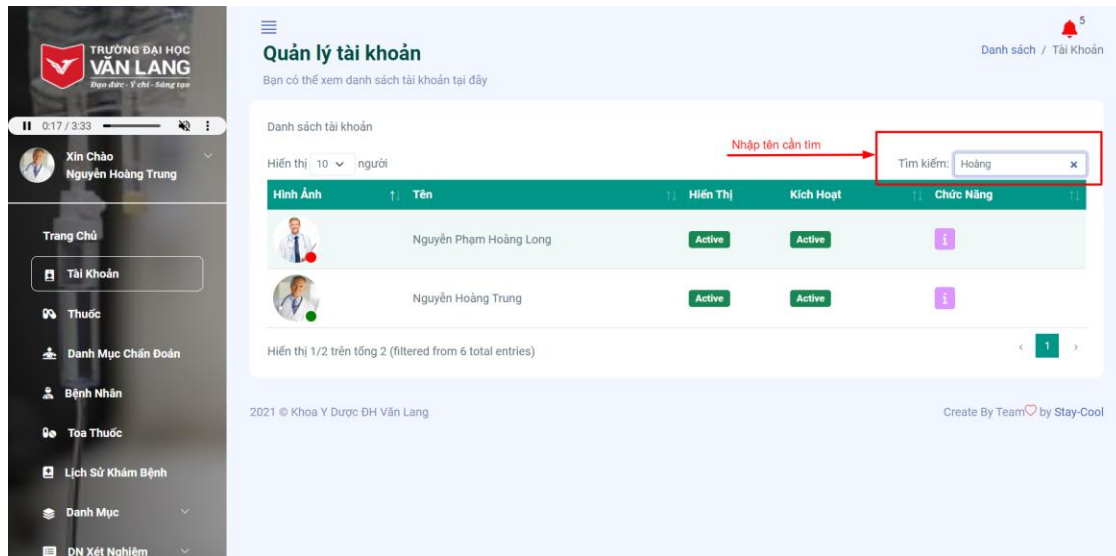 TRƯỜNG ĐẠI HỌC
VĂN LANG
Đạo đức - Ý chí - Sáng tạo
0:17 / 3:33
Xin Chào
Nguyễn Hoàng Trung
Trang Chủ
Tài Khoản
Thuốc
Danh Mục Chẩn Đoán
Bệnh Nhân
Toa Thuốc
Lịch Sử Khám Bệnh
Danh Mục
DN Xét Nghiệm
5
Quản lý tài khoản
Danh sách / Tài Khoản
Bạn có thể xem danh sách tài khoản tại đây
Danh sách tài khoản
Nhập tên cần tìm
Hiển thị 10 người
Tìm kiếm: Hoàng
Hình Ảnh Tên Hiển Thị Kích Hoạt Chức Năng
Nguyễn Phạm Hoàng Long Active Active i
Nguyễn Hoàng Trung Active Active i
Hiển thị 1/2 trên tổng 2 (filtered from 6 total entries)
‹ 1 ›
2021 © Khoa Y Dược ĐH Văn Lang
Create By Team♡ by Stay-Cool